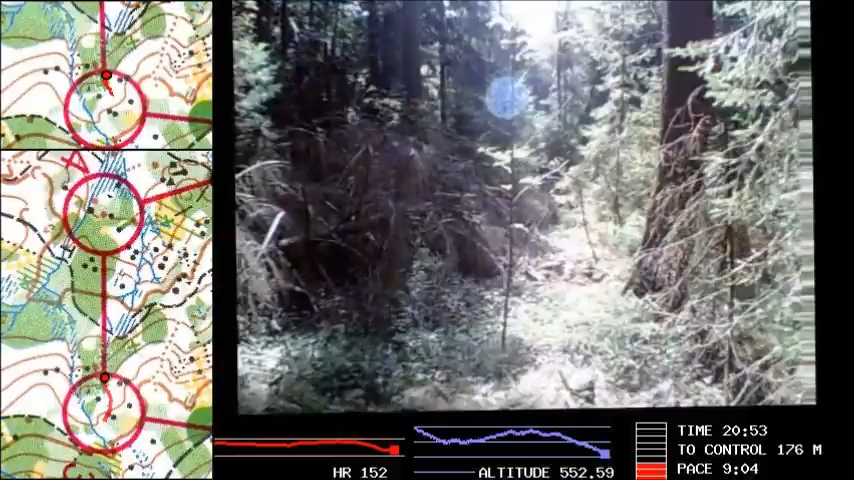 TIME 20:53
TO CONTROL 176 M
HR 152
ALTITUDE 552.59
PACE 9:04